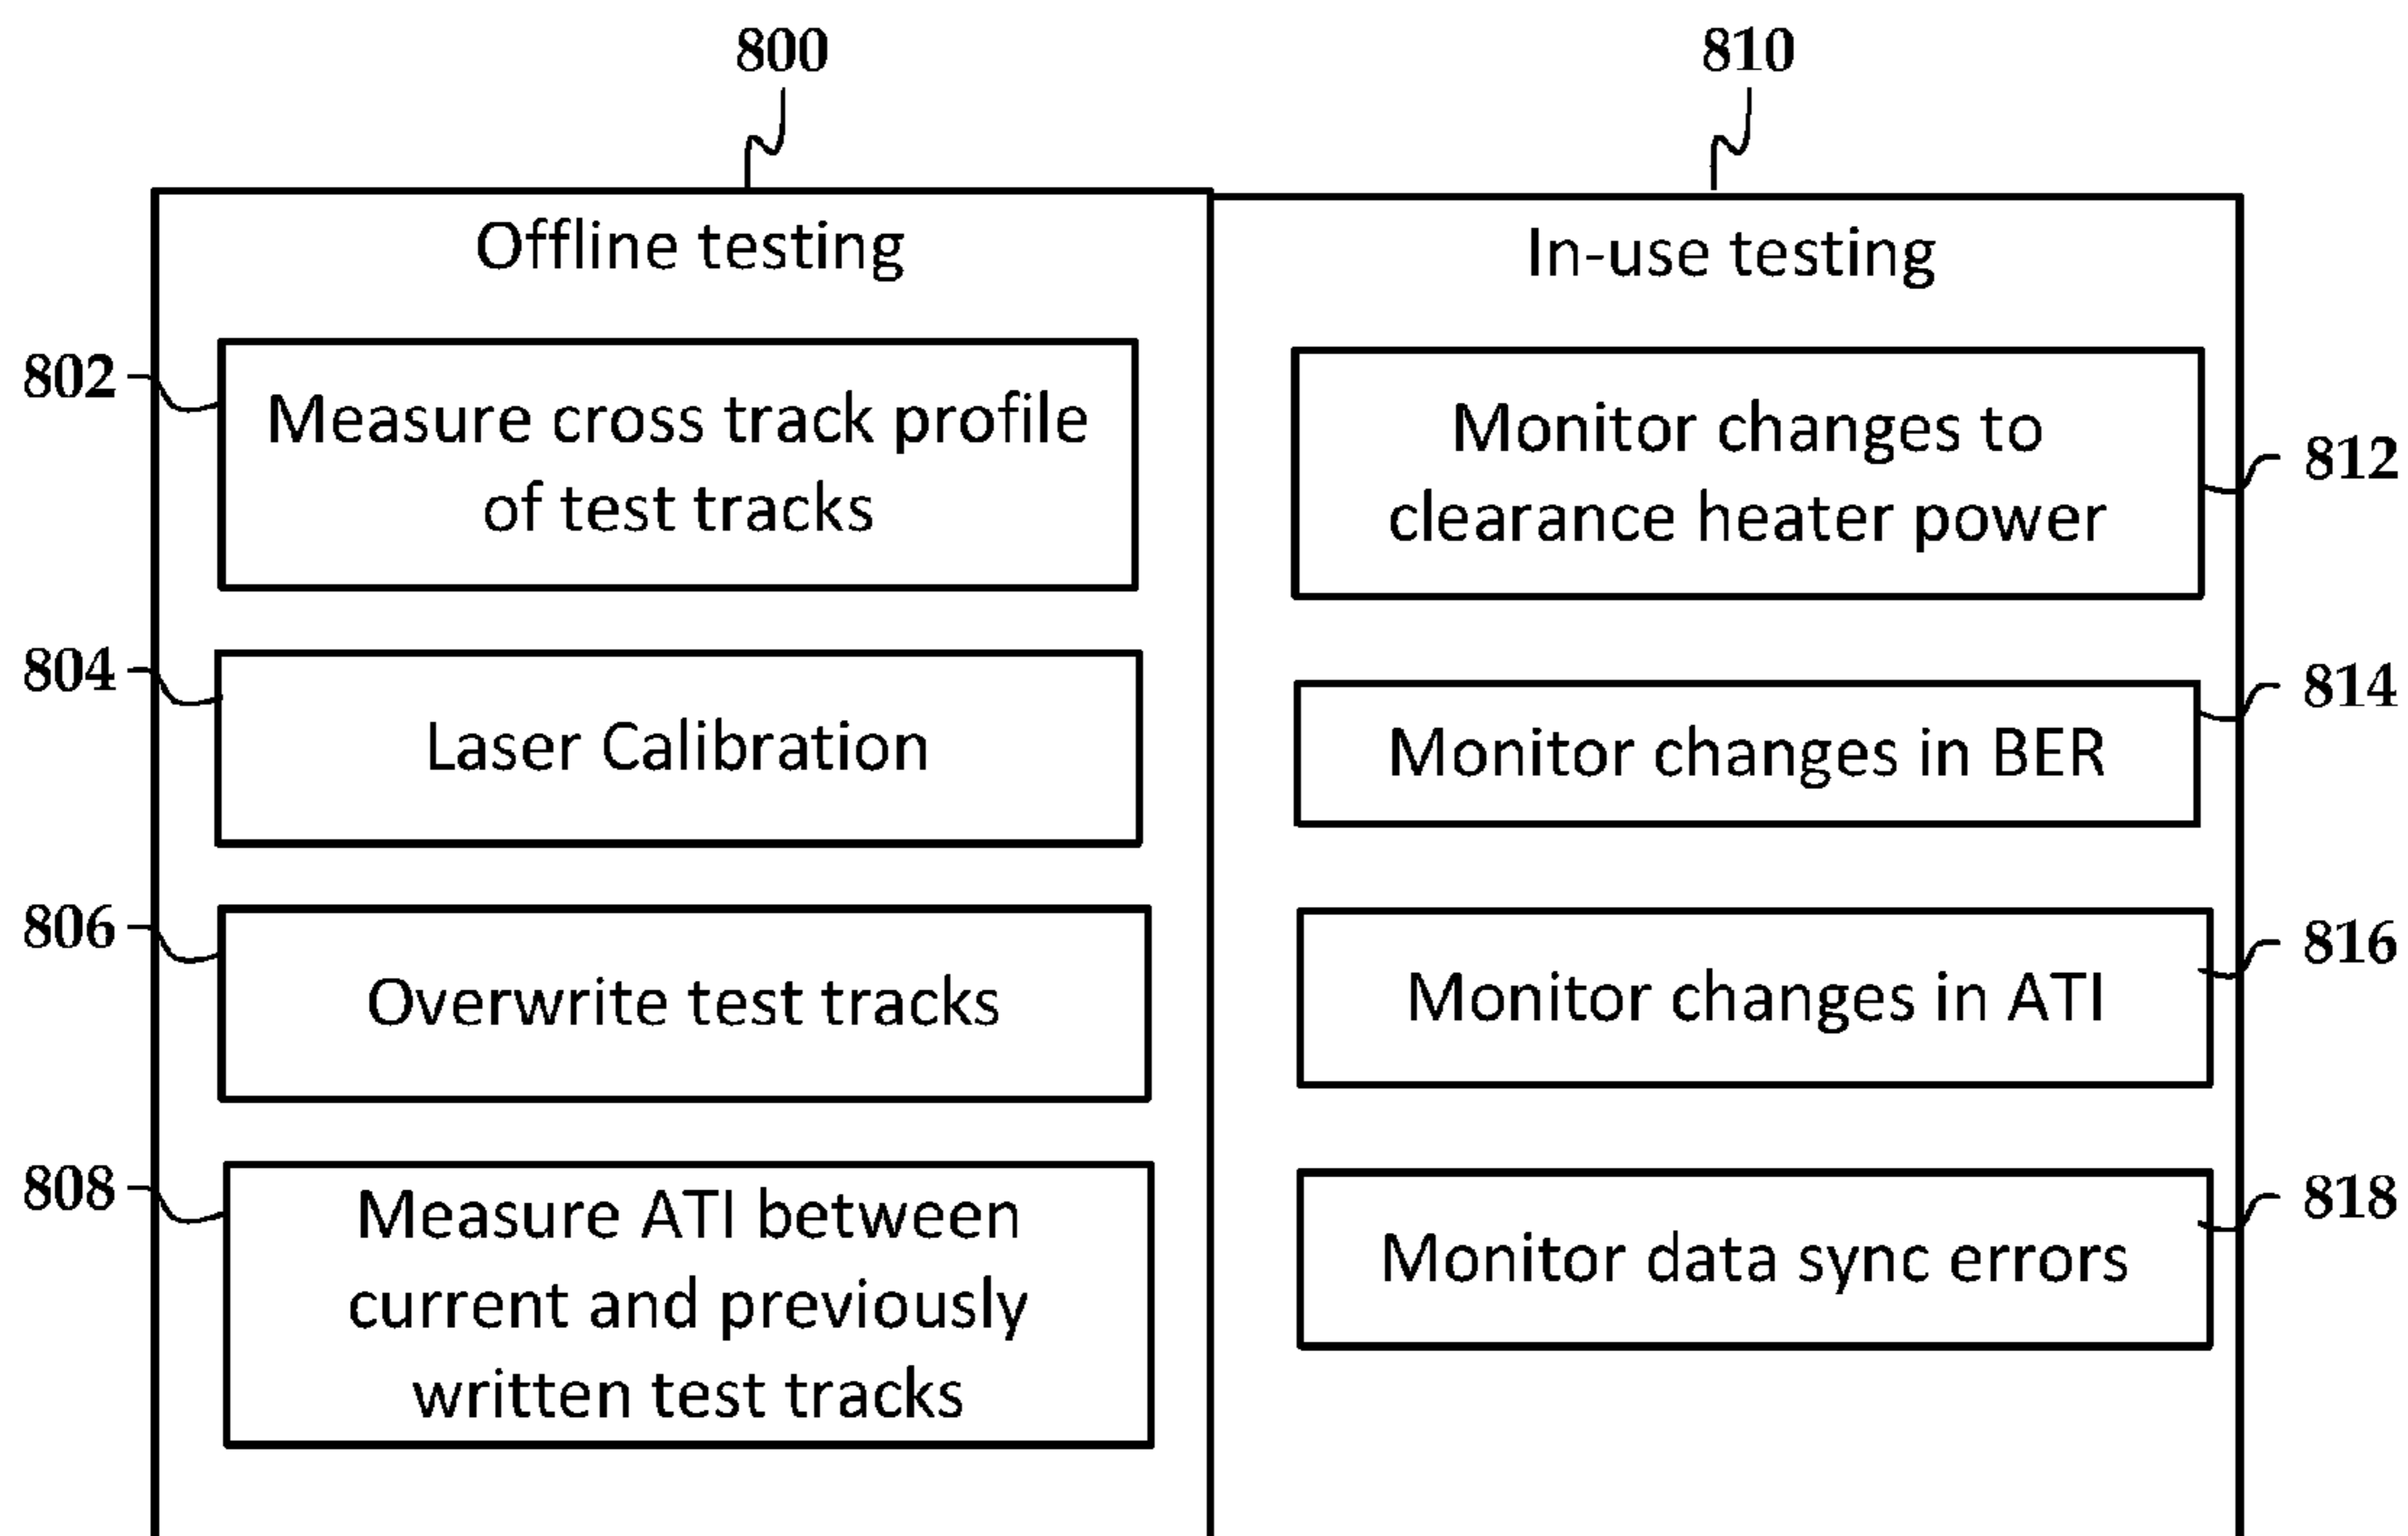 800
810
Offline testing
In-use testing
802
Measure cross track profile
of test tracks
804
Laser Calibration
806
Overwrite test tracks
808
Measure ATI between
current and previously
written test tracks
Monitor changes to
clearance heater power
812
Monitor changes in BER
814
Monitor changes in ATI
816
Monitor data sync errors
818